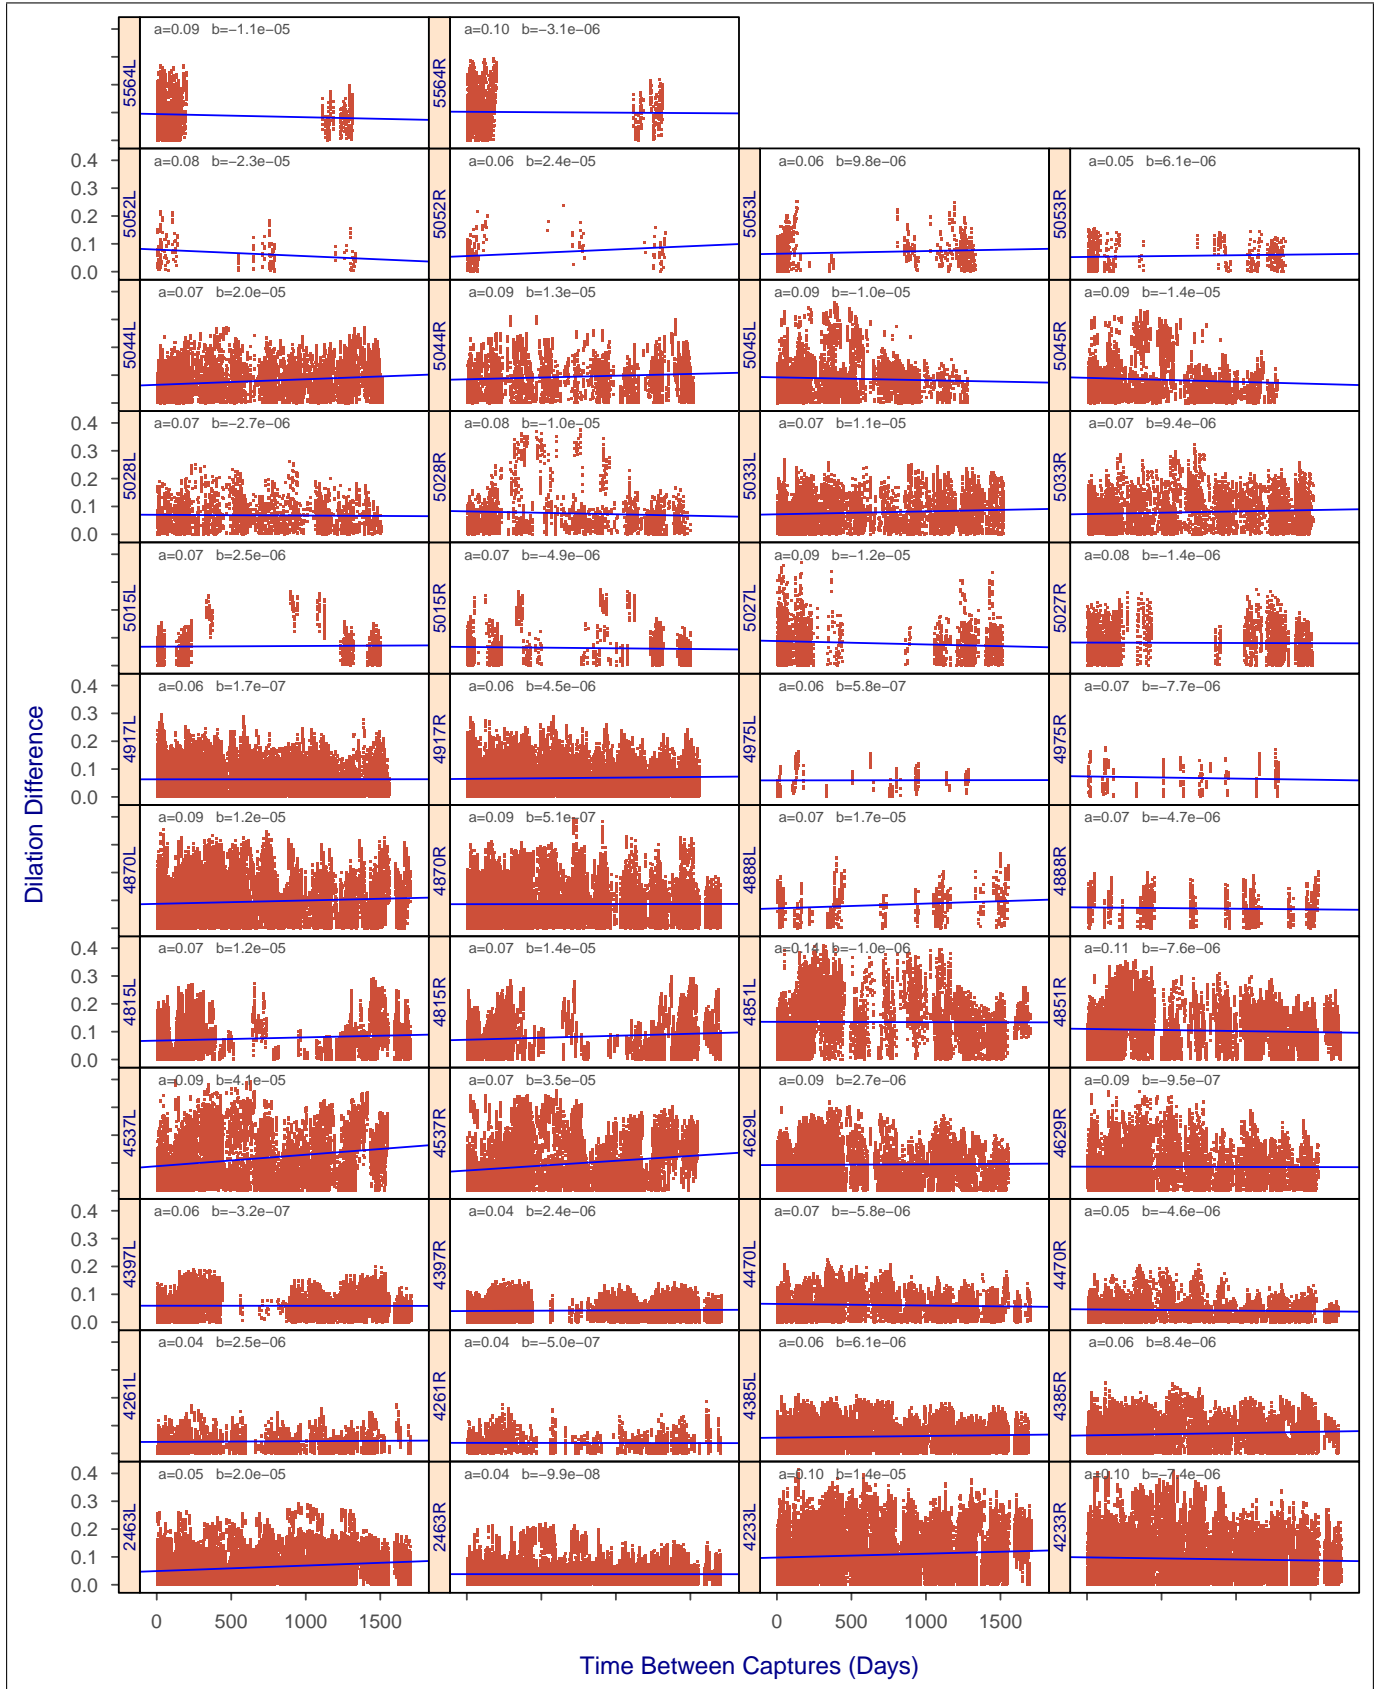 a=0.09 b=−1.1e−05
5564L
a=0.10 b=−3.1e−06
5564R
0.4
0.3
0.2
0.1
0.0
a=0.08 b=−2.3e−05
5052L
a=0.06 b=2.4e−05
5052R
a=0.06 b=9.8e−06
5053L
a=0.05 b=6.1e−06
5053R
a=0.07 b=2.0e−05
5044L
a=0.09 b=1.3e−05
5044R
a=0.09 b=−1.0e−05
5045L
a=0.09 b=−1.4e−05
5045R
0.4
0.3
0.2
0.1
0.0
a=0.07 b=−2.7e−06
5028L
a=0.08 b=−1.0e−05
5028R
a=0.07 b=1.1e−05
5033L
a=0.07 b=9.4e−06
5033R
a=0.07 b=2.5e−06
5015L
a=0.07 b=−4.9e−06
5015R
a=0.09 b=−1.2e−05
5027L
a=0.08 b=−1.4e−06
5027R
0.4
0.3
0.2
0.1
0.0
a=0.06 b=1.7e−07
4917L
a=0.06 b=4.5e−06
4917R
a=0.06 b=5.8e−07
4975L
a=0.07 b=−7.7e−06
4975R
Dilation Difference
a=0.09 b=1.2e−05
4870L
a=0.09 b=5.1e−07
4870R
a=0.07 b=1.7e−05
4888L
a=0.07 b=−4.7e−06
4888R
0.4
0.3
0.2
0.1
0.0
a=0.07 b=1.2e−05
4815L
a=0.07 b=1.4e−05
4815R
a=0.14 b=−1.0e−06
4851L
a=0.11 b=−7.6e−06
4851R
a=0.09 b=4.1e−05
4537L
a=0.07 b=3.5e−05
4537R
a=0.09 b=2.7e−06
4629L
a=0.09 b=−9.5e−07
4629R
0.4
0.3
0.2
0.1
0.0
a=0.06 b=−3.2e−07
4397L
a=0.04 b=2.4e−06
4397R
a=0.07 b=−5.8e−06
4470L
a=0.05 b=−4.6e−06
4470R
a=0.04 b=2.5e−06
4261L
a=0.04 b=−5.0e−07
4261R
a=0.06 b=6.1e−06
4385L
a=0.06 b=8.4e−06
4385R
0.4
0.3
0.2
0.1
0.0
a=0.05 b=2.0e−05
2463L
a=0.04 b=−9.9e−08
2463R
a=0.10 b=1.4e−05
4233L
a=0.10 b=−7.4e−06
4233R
0 500 1000 1500
0 500 1000 1500
Time Between Captures (Days)